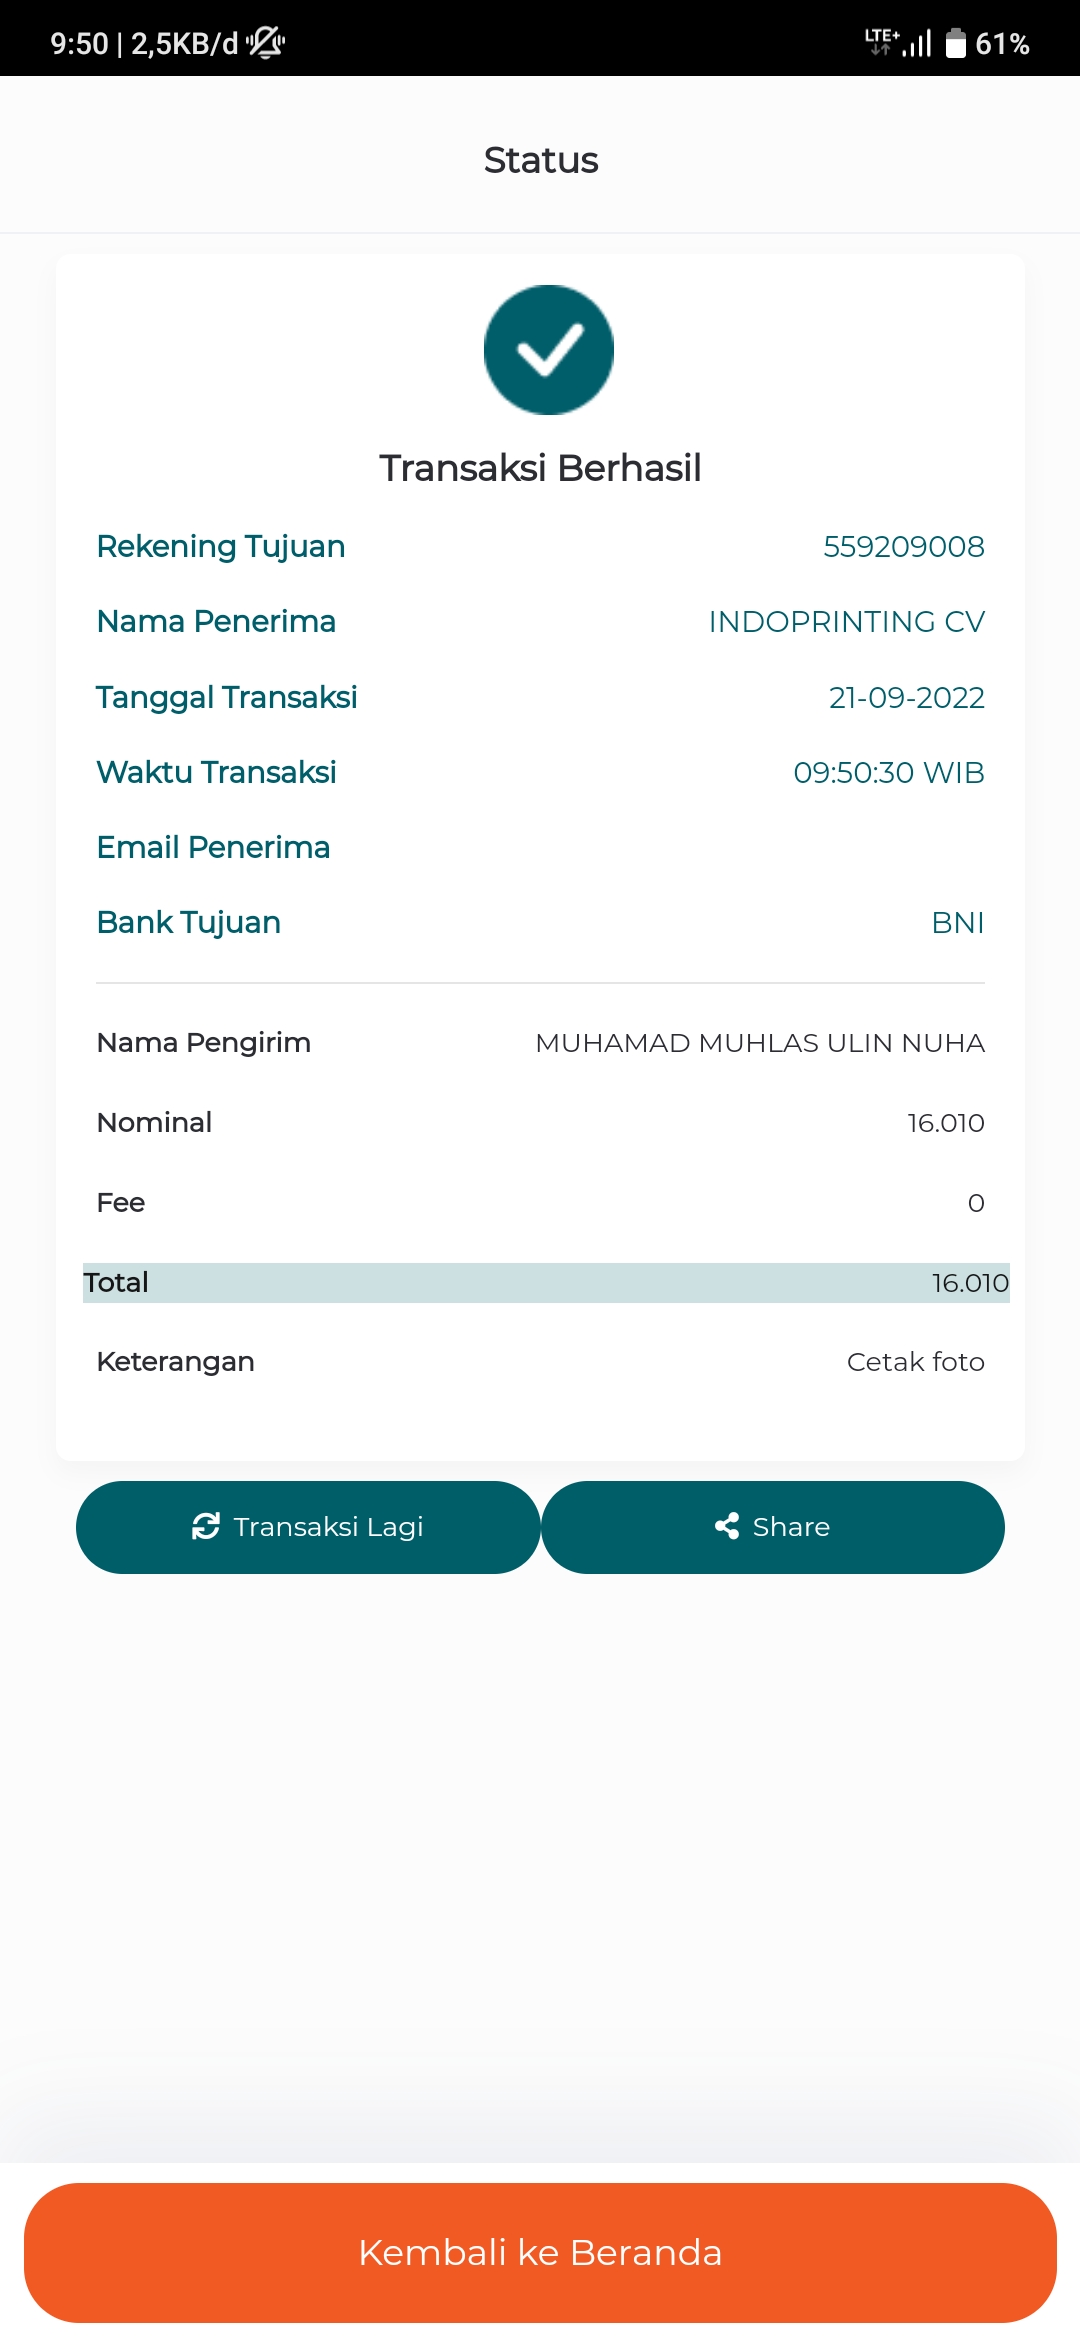 9:50 | 2,5KB/d
LTE+ 61%
Status
Transaksi Berhasil
Rekening Tujuan 559209008
Nama Penerima INDOPRINTING CV
Tanggal Transaksi 21-09-2022
Waktu Transaksi 09:50:30 WIB
Email Penerima
Bank Tujuan BNI
Nama Pengirim MUHAMAD MUHLAS ULIN NUHA
Nominal 16.010
Fee 0
Total 16.010
Keterangan Cetak foto
Transaksi Lagi Share
Kembali ke Beranda